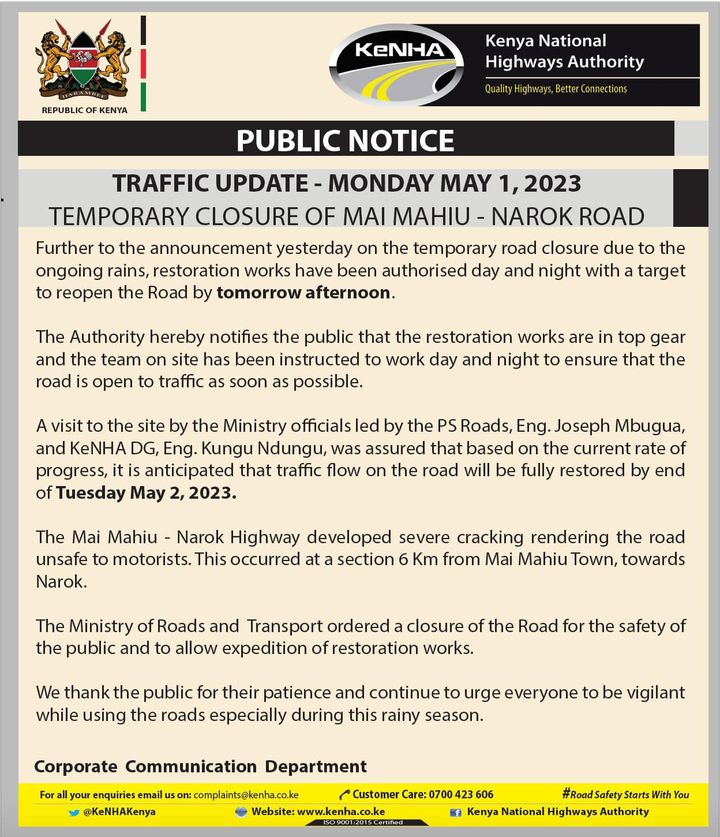 REPUBLIC OF KENYA
KeNHA
Kenya National
Highways Authority
Quality Highways, Better Connections
PUBLIC NOTICE
TRAFFIC UPDATE - MONDAY MAY 1, 2023
TEMPORARY CLOSURE OF MAI MAHIU - NAROK ROAD
Further to the announcement yesterday on the temporary road closure due to the
ongoing rains, restoration works have been authorised day and night with a target
to reopen the Road by tomorrow afternoon.
The Authority hereby notifies the public that the restoration works are in top gear
and the team on site has been instructed to work day and night to ensure that the
road is open to traffic as soon as possible.
A visit to the site by the Ministry officials led by the PS Roads, Eng. Joseph Mbugua,
and KeNHA DG, Eng. Kungu Ndungu, was assured that based on the current rate of
progress, it is anticipated that traffic flow on the road will be fully restored by end
of Tuesday May 2, 2023.
The Mai Mahiu - Narok Highway developed severe cracking rendering the road
unsafe to motorists. This occurred at a section 6 Km from Mai Mahiu Town, towards
Narok.
The Ministry of Roads and Transport ordered a closure of the Road for the safety of
the public and to allow expedition of restoration works.
We thank the public for their patience and continue to urge everyone to be vigilant
while using the roads especially during this rainy season.
Corporate Communication Department
For all your enquiries email us on: complaints@kenha.co.ke Customer Care: 0700 423 606 #Road Safety Starts With You
@KeNHAKenya Website: www.kenha.co.ke Kenya National Highways Authority
ISO 9001:2015 Certified